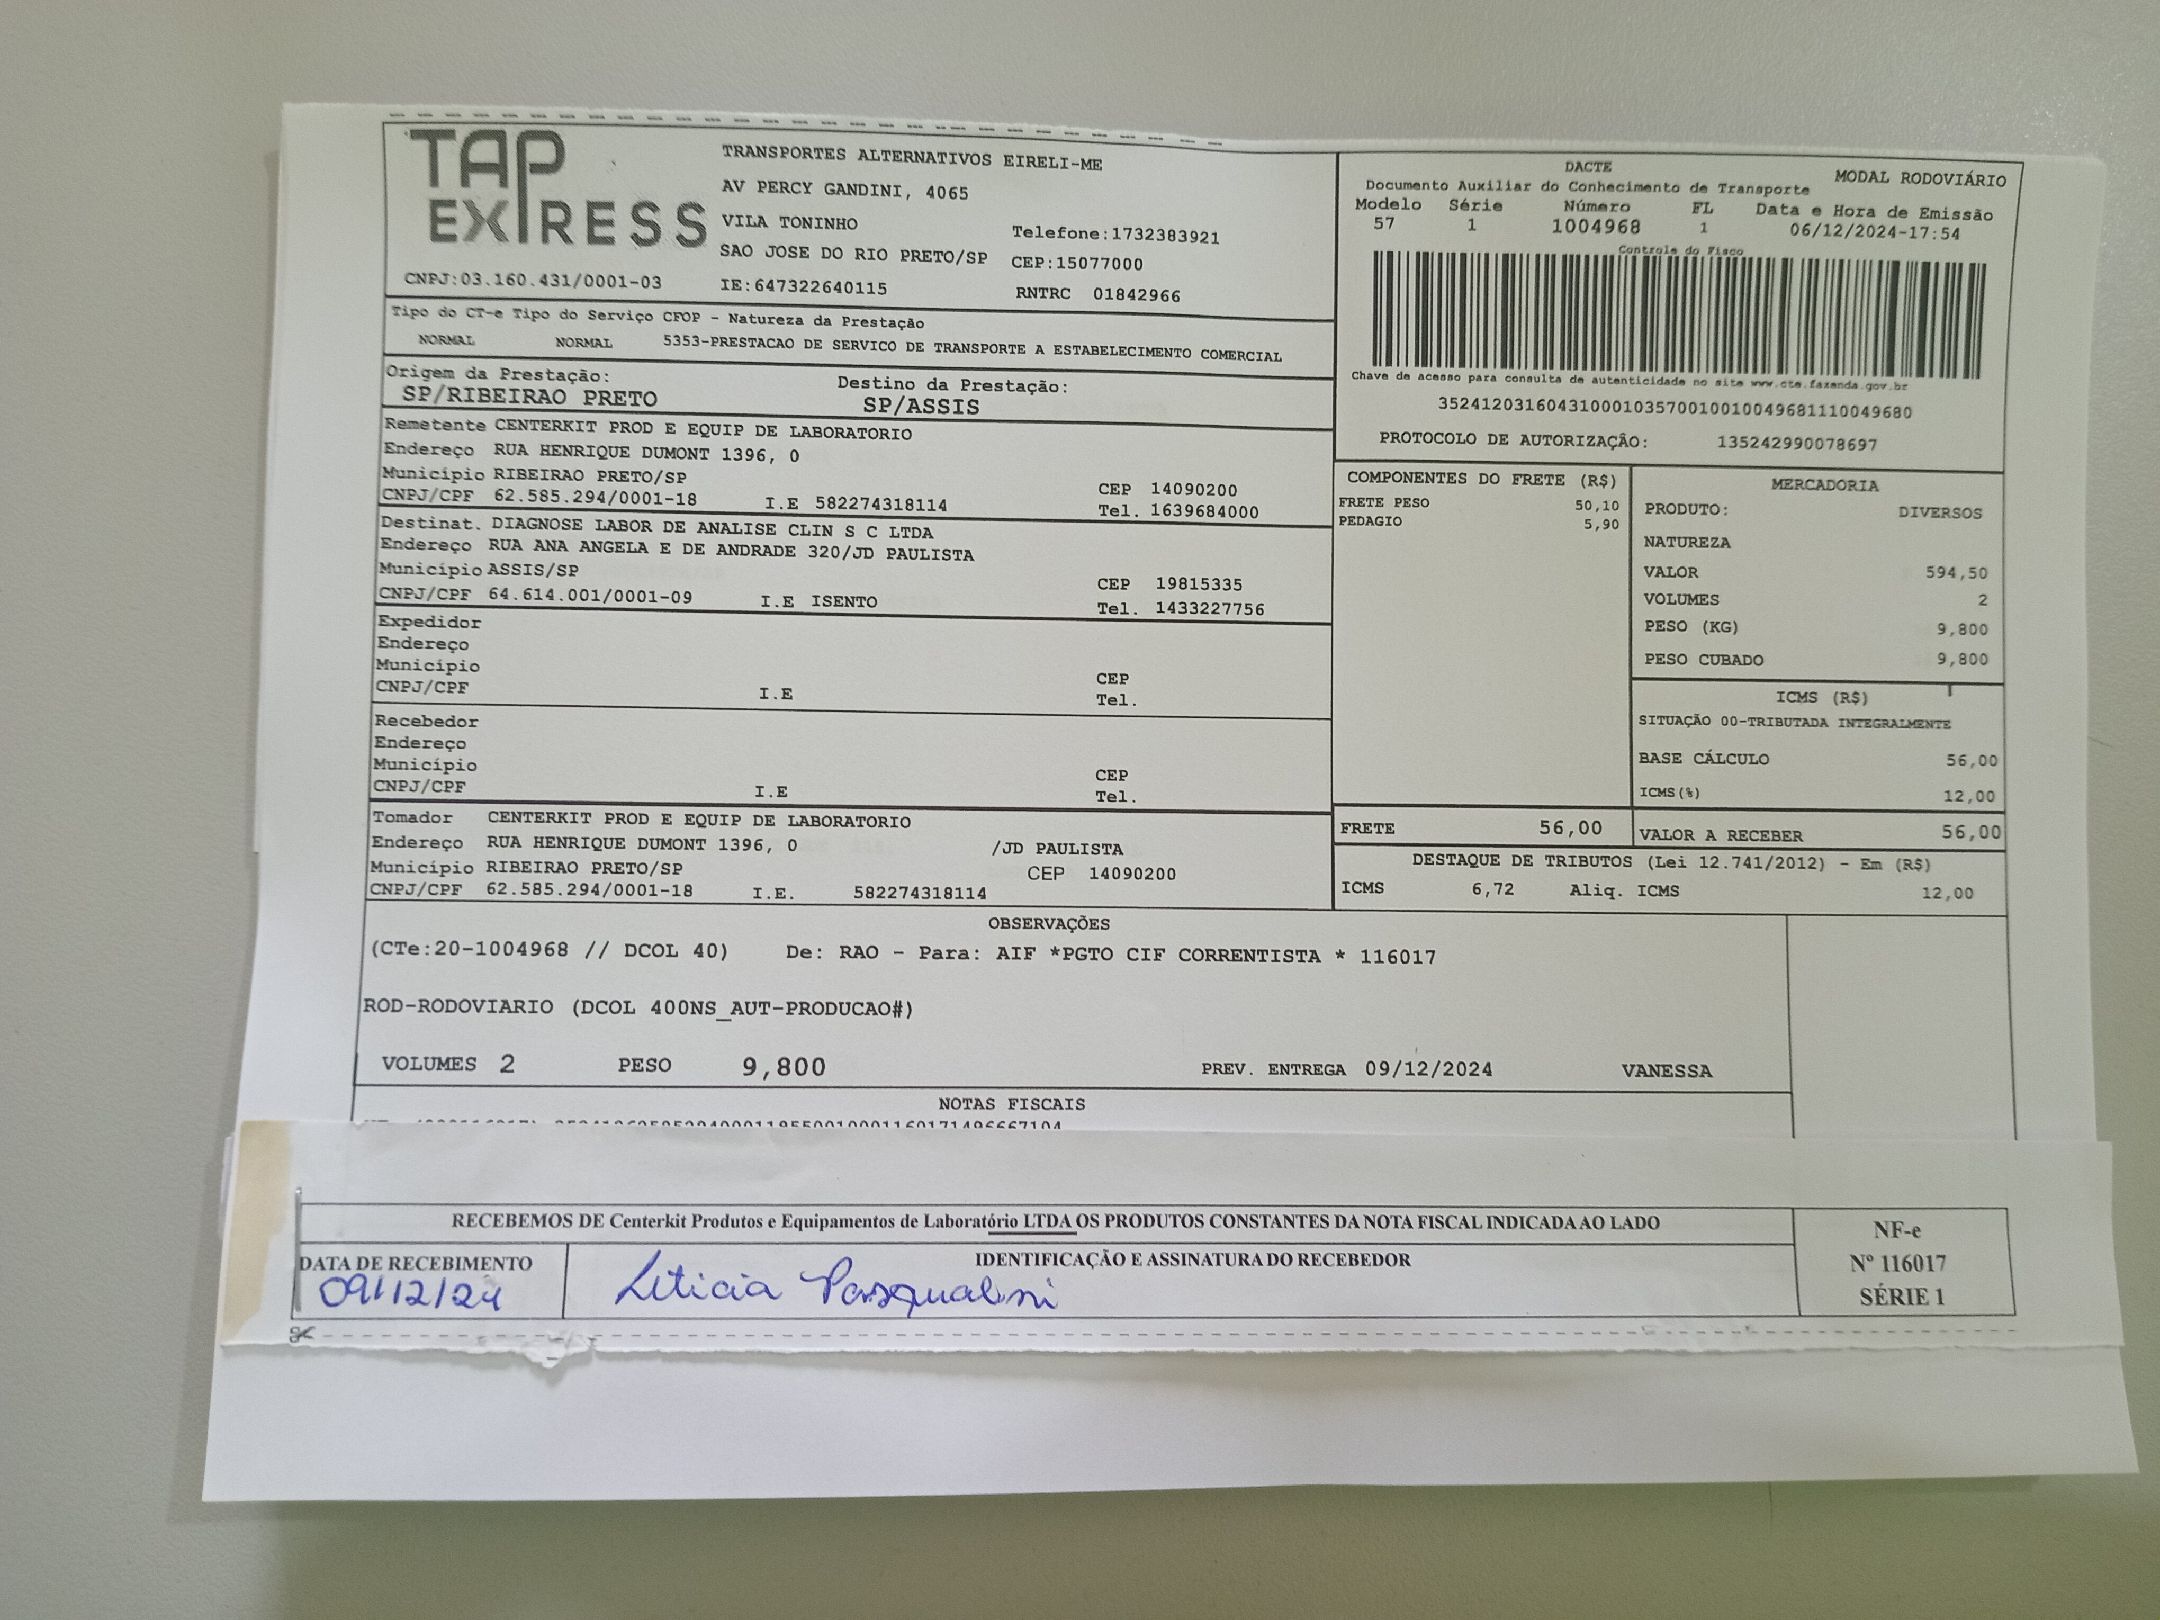 TAP
EXPRESS
CNPJ:03.160.431/0001-03
TRANSPORTES ALTERNATIVOS EIRELI-ME
AV PERCY GANDINI, 4065
VILA TONINHO
Telefone:1732383921
SAO JOSE DO RIO PRETO/SP CEP:15077000
IE:647322640115 RNTRC 01842966
DACTE MODAL RODOVIÁRIO
Documento Auxiliar do Conhecimento de Transporte
Modelo Série Número FL Data e Hora de Emissão
57 1 1004968 1 06/12/2024-17:54
Controle do Fisco
Chave de acesso para consulta de autenticidade no site www.cte.fazenda.gov.br
35241203160431000103570010010049681110049680
PROTOCOLO DE AUTORIZAÇÃO: 135242990078697
Tipo do CT-e Tipo do Serviço CFOP - Natureza da Prestação
NORMAL NORMAL 5353-PRESTACAO DE SERVICO DE TRANSPORTE A ESTABELECIMENTO COMERCIAL
Origem da Prestação: Destino da Prestação:
SP/RIBEIRAO PRETO SP/ASSIS
Remetente CENTERKIT PROD E EQUIP DE LABORATORIO
Endereço RUA HENRIQUE DUMONT 1396, 0
Município RIBEIRAO PRETO/SP CEP 14090200
CNPJ/CPF 62.585.294/0001-18 I.E 582274318114 Tel. 1639684000
Destinat. DIAGNOSE LABOR DE ANALISE CLIN S C LTDA
Endereço RUA ANA ANGELA E DE ANDRADE 320/JD PAULISTA
Município ASSIS/SP CEP 19815335
CNPJ/CPF 64.614.001/0001-09 I.E ISENTO Tel. 1433227756
Expedidor
Endereço
Município CEP
CNPJ/CPF I.E Tel.
Recebedor
Endereço
Município CEP
CNPJ/CPF I.E Tel.
Tomador CENTERKIT PROD E EQUIP DE LABORATORIO
Endereço RUA HENRIQUE DUMONT 1396, 0 /JD PAULISTA
Município RIBEIRAO PRETO/SP CEP 14090200
CNPJ/CPF 62.585.294/0001-18 I.E. 582274318114
COMPONENTES DO FRETE (R$)
FRETE PESO 50,10
PEDAGIO 5,90
MERCADORIA
PRODUTO: DIVERSOS
NATUREZA
VALOR 594,50
VOLUMES 2
PESO (KG) 9,800
PESO CUBADO 9,800
ICMS (R$)
SITUAÇÃO 00-TRIBUTADA INTEGRALMENTE
BASE CÁLCULO 56,00
ICMS(%) 12,00
FRETE 56,00 VALOR A RECEBER 56,00
DESTAQUE DE TRIBUTOS (Lei 12.741/2012) - Em (R$)
ICMS 6,72 Aliq. ICMS 12,00
OBSERVAÇÕES
(CTe:20-1004968 // DCOL 40) De: RAO - Para: AIF *PGTO CIF CORRENTISTA * 116017
ROD-RODOVIARIO (DCOL 400NS_AUT-PRODUCAO#)
VOLUMES 2 PESO 9,800 PREV. ENTREGA 09/12/2024 VANESSA
NOTAS FISCAIS
RECEBEMOS DE Centerkit Produtos e Equipamentos de Laboratório LTDA OS PRODUTOS CONSTANTES DA NOTA FISCAL INDICADA AO LADO
DATA DE RECEBIMENTO IDENTIFICAÇÃO E ASSINATURA DO RECEBEDOR
09/12/24 Leticia Pasqualini
NF-e
Nº 116017
SÉRIE 1